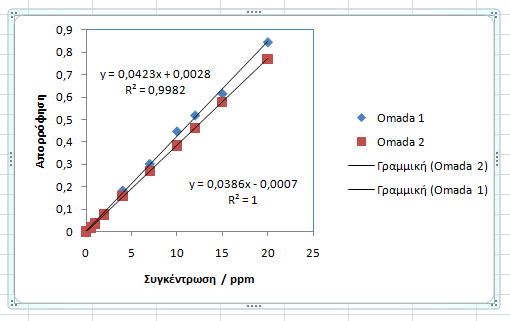 Απορρόφηση
0,9
0,8
0,7
0,6
0,5
0,4
0,3
0,2
0,1
0
y = 0,0423x + 0,0028
R² = 0,9982
y = 0,0386x - 0,0007
R² = 1
0 5 10 15 20 25
Συγκέντρωση / ppm
Omada 1
Omada 2
Γραμμική (Omada 2)
Γραμμική (Omada 1)